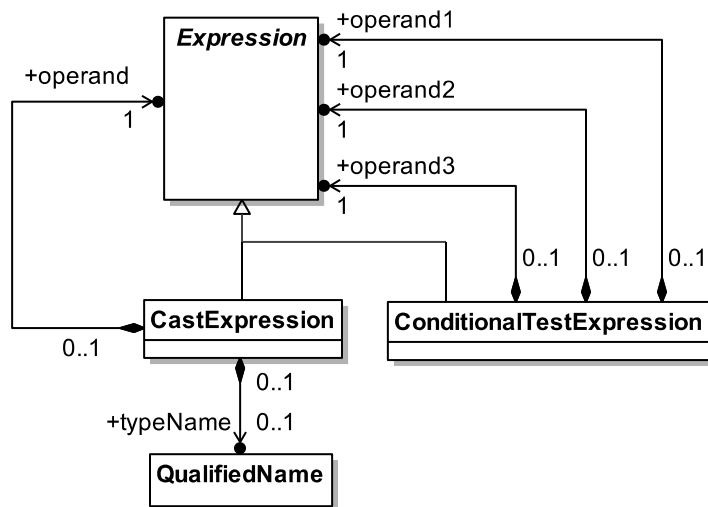 Expression
+operand1
1
+operand
1
+operand2
1
+operand3
1
0..1
0..1
0..1
CastExpression
ConditionalTestExpression
0..1
0..1
+typeName
0..1
QualifiedName